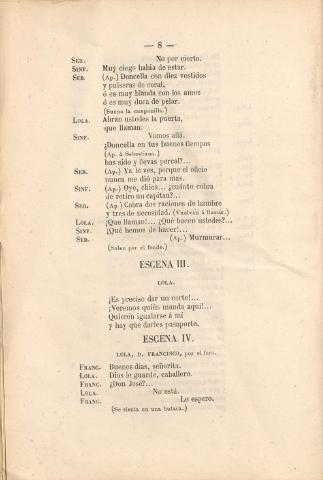 — 8 —
SEB. No por cierto.
SINF. Muy ciego habia de estar.
SEB. (Ap.) Doncella con diez vestidos
y pulseras de coral,
ó es muy blanda con los amos
ó es muy dura de pelar.
(Suena la campanilla.)
LOLA. Abran ustedes la puerta,
que llaman.
SINF. Vamos allá.
¡Doncella en tus buenos tiempos
(Ap. á Sebastiana.)
has sido y llevas percal?...
SEB. (Ap.) Ya lo ves, porque el oficio
nunca me dió para mas.
SINF. (Ap.) Oye, chica... ¿cuánto cobra
de retiro un capitan?...
SEB. (Ap.) Cobra dos raciones de hambre
y tres de necesidad. (Vuelven á llamar.)
LOLA. ¡Que llaman!... ¿Qué hacen ustedes?...
SINF. ¡Qué hemos de hacer!...
SEB. (Ap.) Murmurar...
(Salen por el fondo.)
ESCENA III.
LOLA.
¡Es preciso dar un corte!...
¡Veremos quién manda aquí!...
Quieren igualarse á mí
y hay que darles pasaporte.
ESCENA IV.
LOLA, D. FRANCISCO, por el foro.
FRANC. Buenos dias, señorita.
LOLA. Dios le guarde, caballero.
FRANC. ¿Don José?...
LOLA. No está.
FRANC. Le espero.
(Se sienta en una butaca.)